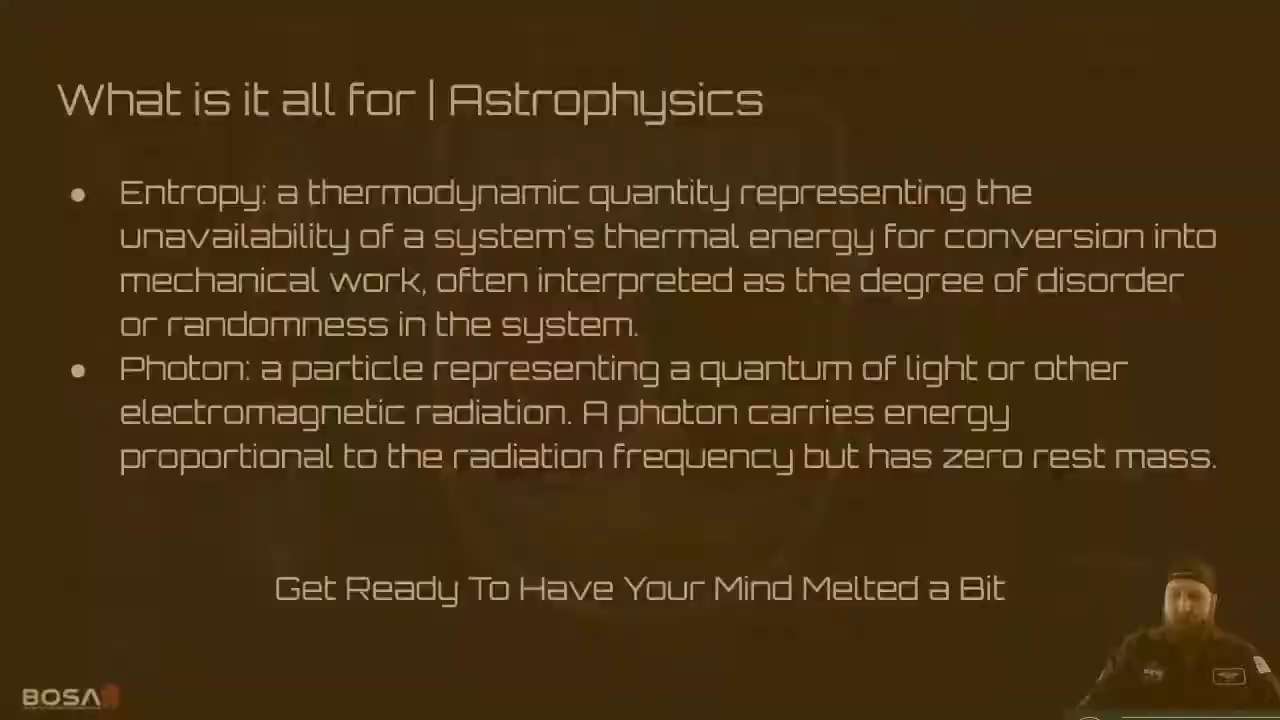 What is it all for | Astrophysics
● Entropy: a thermodynamic quantity representing the
unavailability of a system's thermal energy for conversion into
mechanical work, often interpreted as the degree of disorder
or randomness in the system.
● Photon: a particle representing a quantum of light or other
electromagnetic radiation. A photon carries energy
proportional to the radiation frequency but has zero rest mass.
Get Ready To Have Your Mind Melted a Bit
BOSA